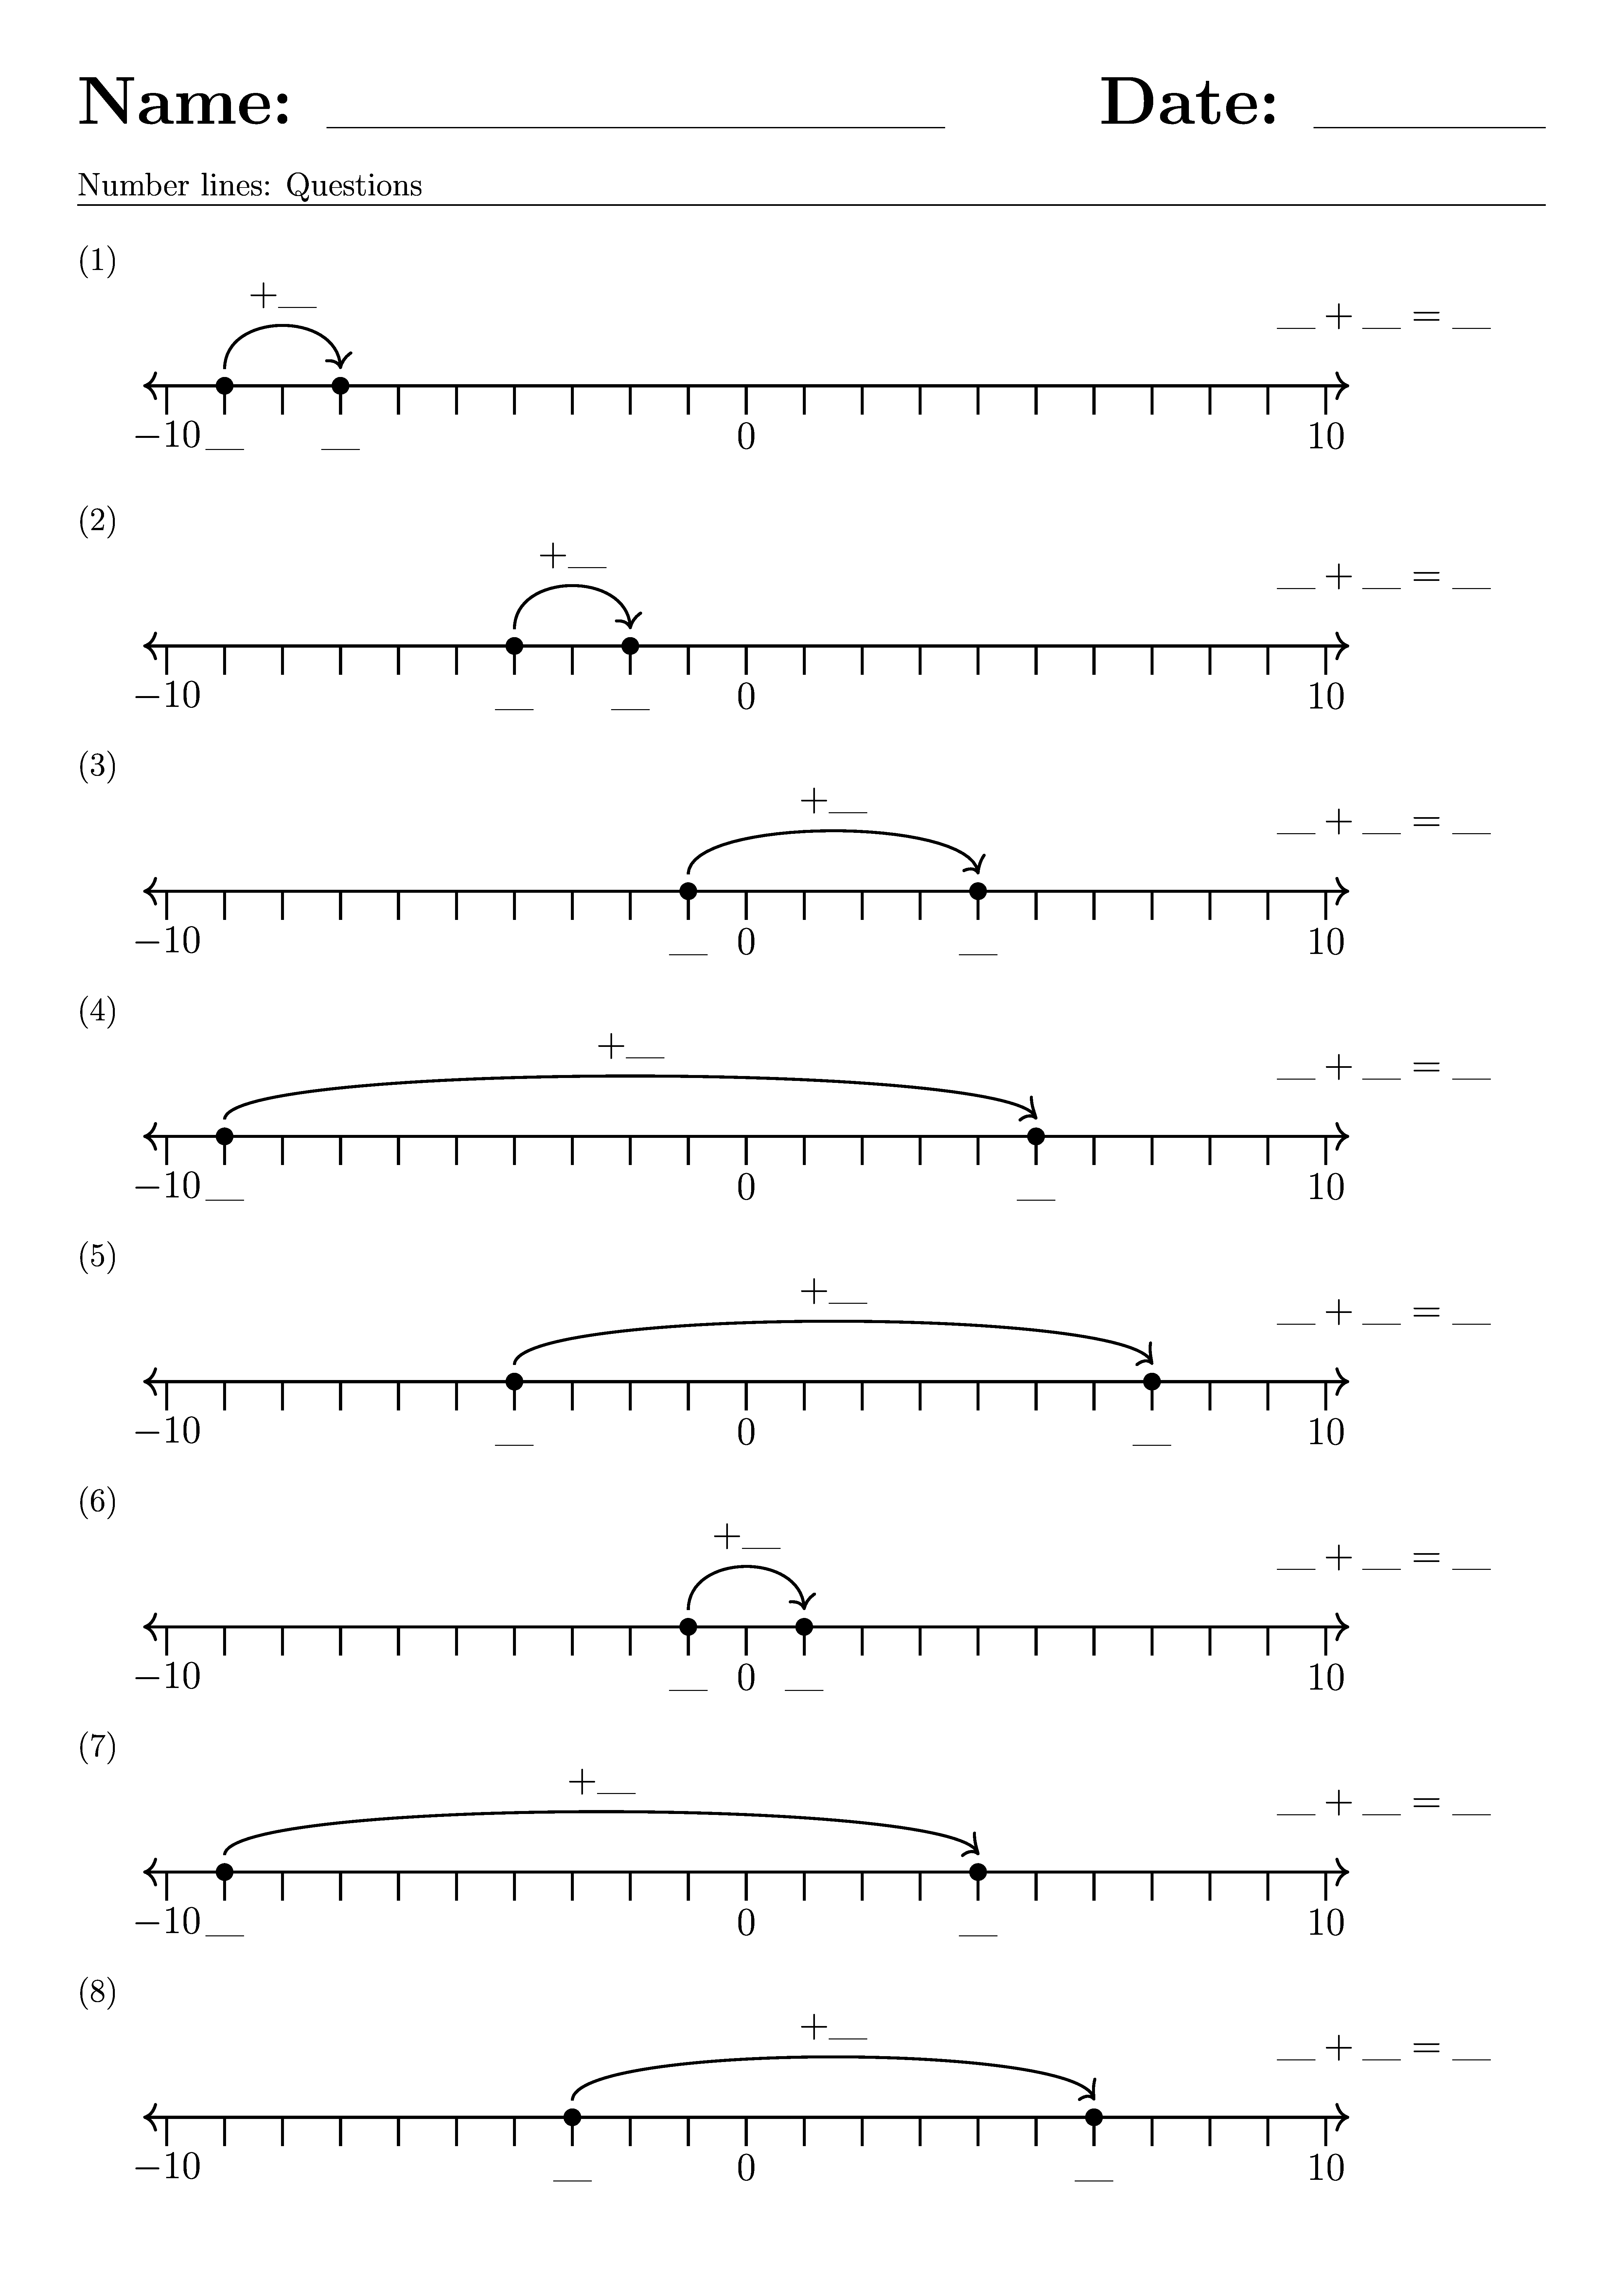 Name: ____ Date: ____
Number lines: Questions
(1)
+__
__ + __ = __
−10 __ __ 0 10
(2)
+__
__ + __ = __
−10 __ __ 0 10
(3)
+__
__ + __ = __
−10 __ 0 __ 10
(4)
+__
__ + __ = __
−10 __ 0 __ 10
(5)
+__
__ + __ = __
−10 __ 0 __ 10
(6)
+__
__ + __ = __
−10 __ 0 __ 10
(7)
+__
__ + __ = __
−10 __ 0 __ 10
(8)
+__
__ + __ = __
−10 __ 0 __ 10